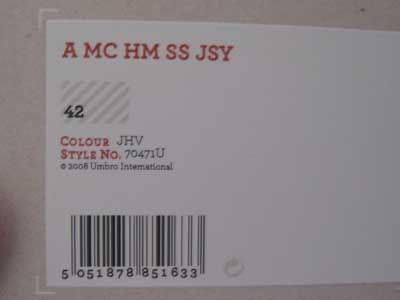 A MC HM SS JSY
42
COLOUR JHV
STYLE NO. 70471U
© 2008 Umbro International
5 051878 851633